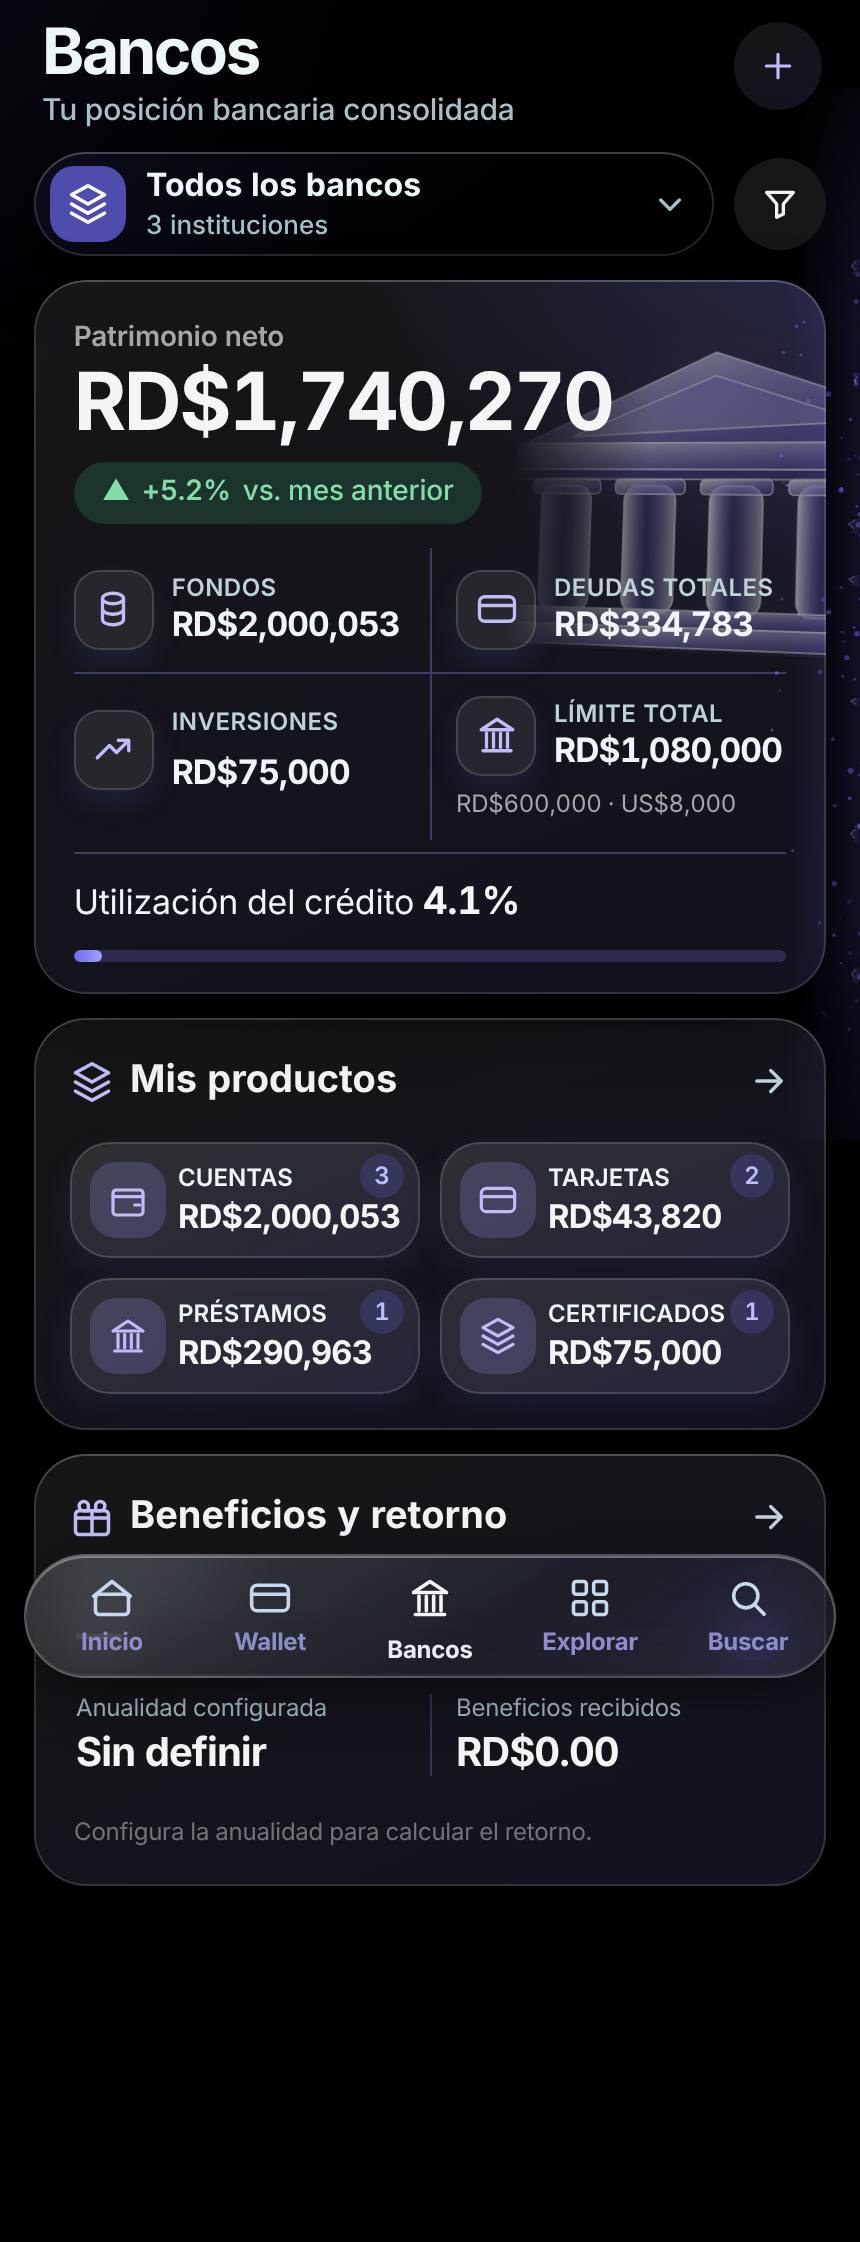 Bancos
Tu posición bancaria consolidada
Todos los bancos
3 instituciones
Patrimonio neto
RD$1,740,270
▲ +5.2% vs. mes anterior
FONDOS
RD$2,000,053
DEUDAS TOTALES
RD$334,783
INVERSIONES
RD$75,000
LÍMITE TOTAL
RD$1,080,000
RD$600,000 · US$8,000
Utilización del crédito 4.1%
Mis productos
CUENTAS 3
RD$2,000,053
TARJETAS 2
RD$43,820
PRÉSTAMOS 1
RD$290,963
CERTIFICADOS 1
RD$75,000
Beneficios y retorno
Inicio
Wallet
Bancos
Explorar
Buscar
Anualidad configurada
Sin definir
Beneficios recibidos
RD$0.00
Configura la anualidad para calcular el retorno.